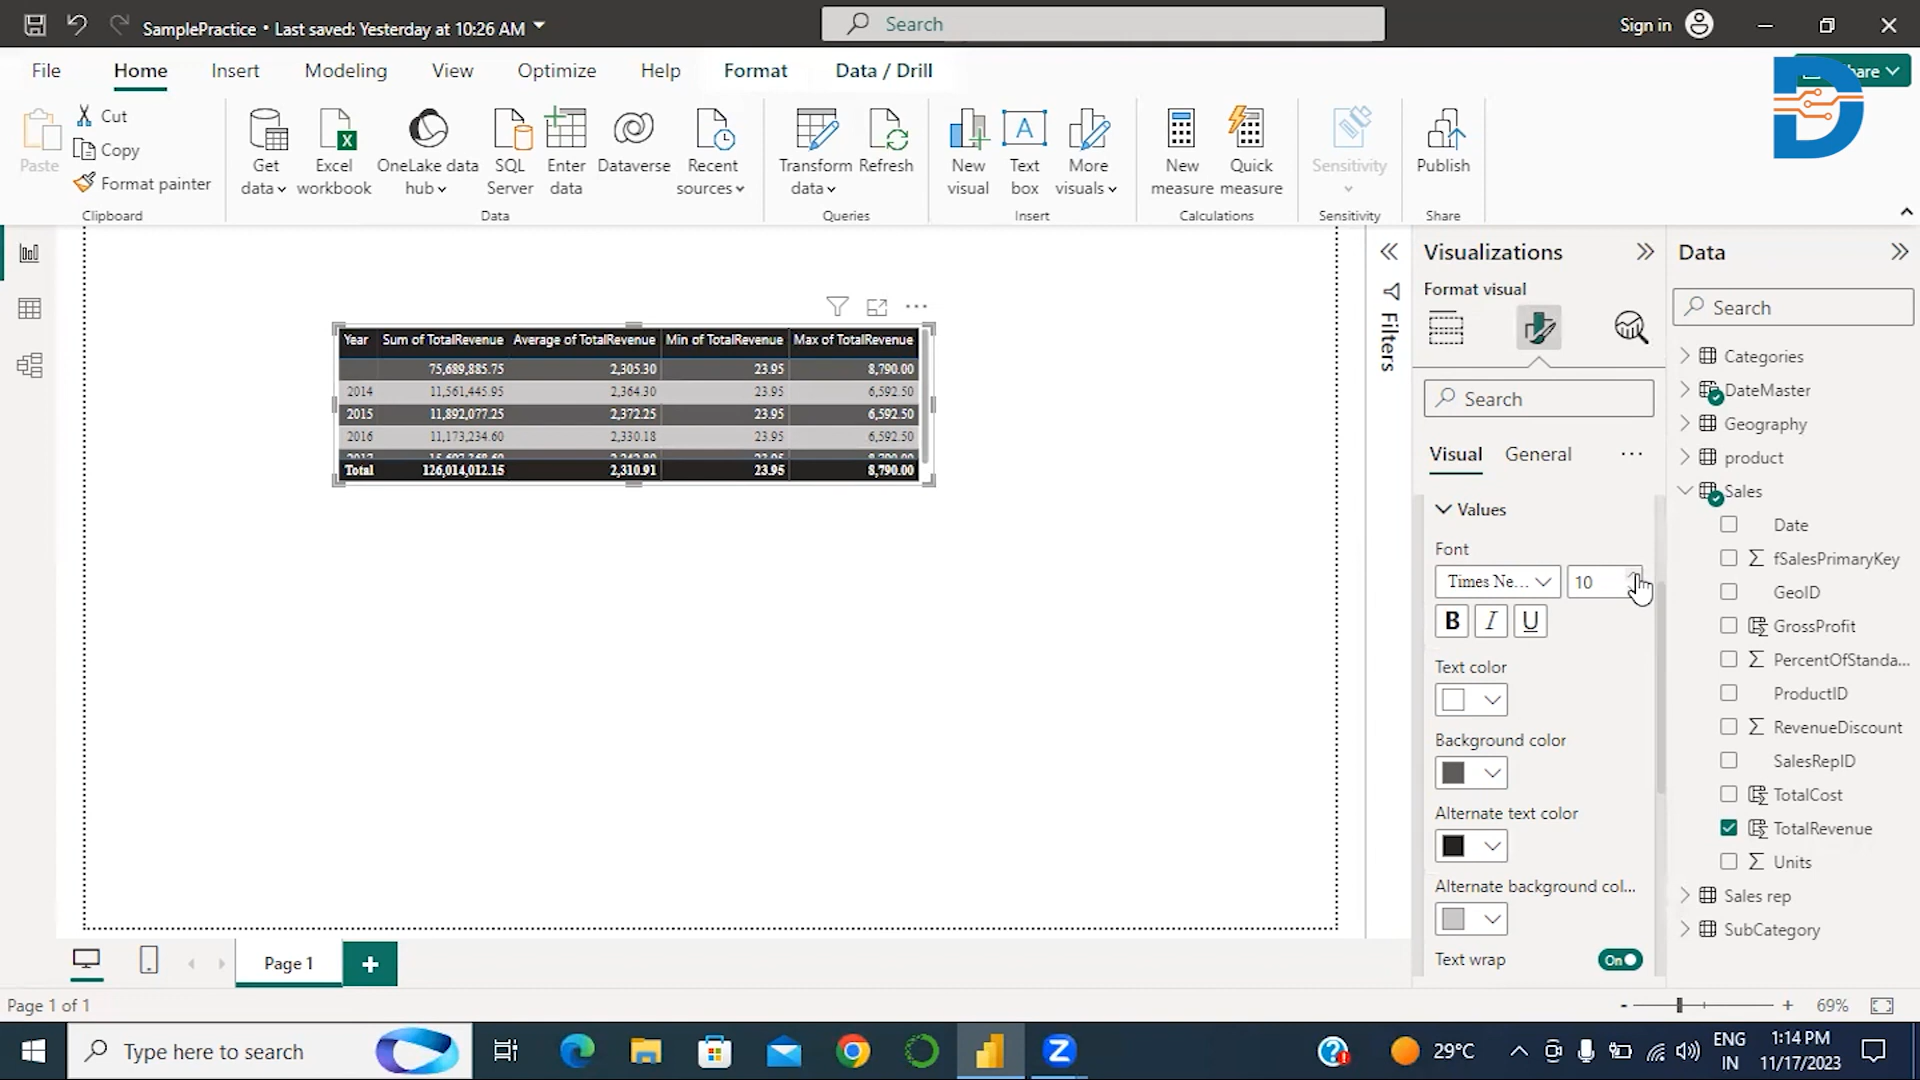 SamplePractice • Last saved: Yesterday at 10:26 AM
Search
Sign in
File Home Insert Modeling View Optimize Help Format Data / Drill
Paste
Cut
Copy
Format painter
Clipboard
Get data
Excel workbook
OneLake data hub
SQL Server
Enter data
Dataverse
Recent sources
Data
Transform data
Refresh
Queries
New visual
A
Text box
More visuals
Insert
New measure
Quick measure
Calculations
Sensitivity
Sensitivity
Publish
Share
Year Sum of TotalRevenue Average of TotalRevenue Min of TotalRevenue Max of TotalRevenue
75,689,885.75 2,305.30 23.95 8,790.00
2014 11,561,445.95 2,364.30 23.95 6,592.50
2015 11,892,077.25 2,372.25 23.95 6,592.50
2016 11,173,234.60 2,330.18 23.95 6,592.50
Total 126,014,012.15 2,310.91 23.95 8,790.00
Filters
Visualizations
Format visual
Search
Visual General
Values
Font
Times Ne... 10
B I U
Text color
Background color
Alternate text color
Alternate background col...
Text wrap On
Data
Search
Categories
DateMaster
Geography
product
Sales
Date
fSalesPrimaryKey
GeoID
GrossProfit
PercentOfStanda...
ProductID
RevenueDiscount
SalesRepID
TotalCost
TotalRevenue
Units
Sales rep
SubCategory
Page 1
Page 1 of 1
- + 69%
Type here to search
29°C
ENG
IN
1:14 PM
11/17/2023